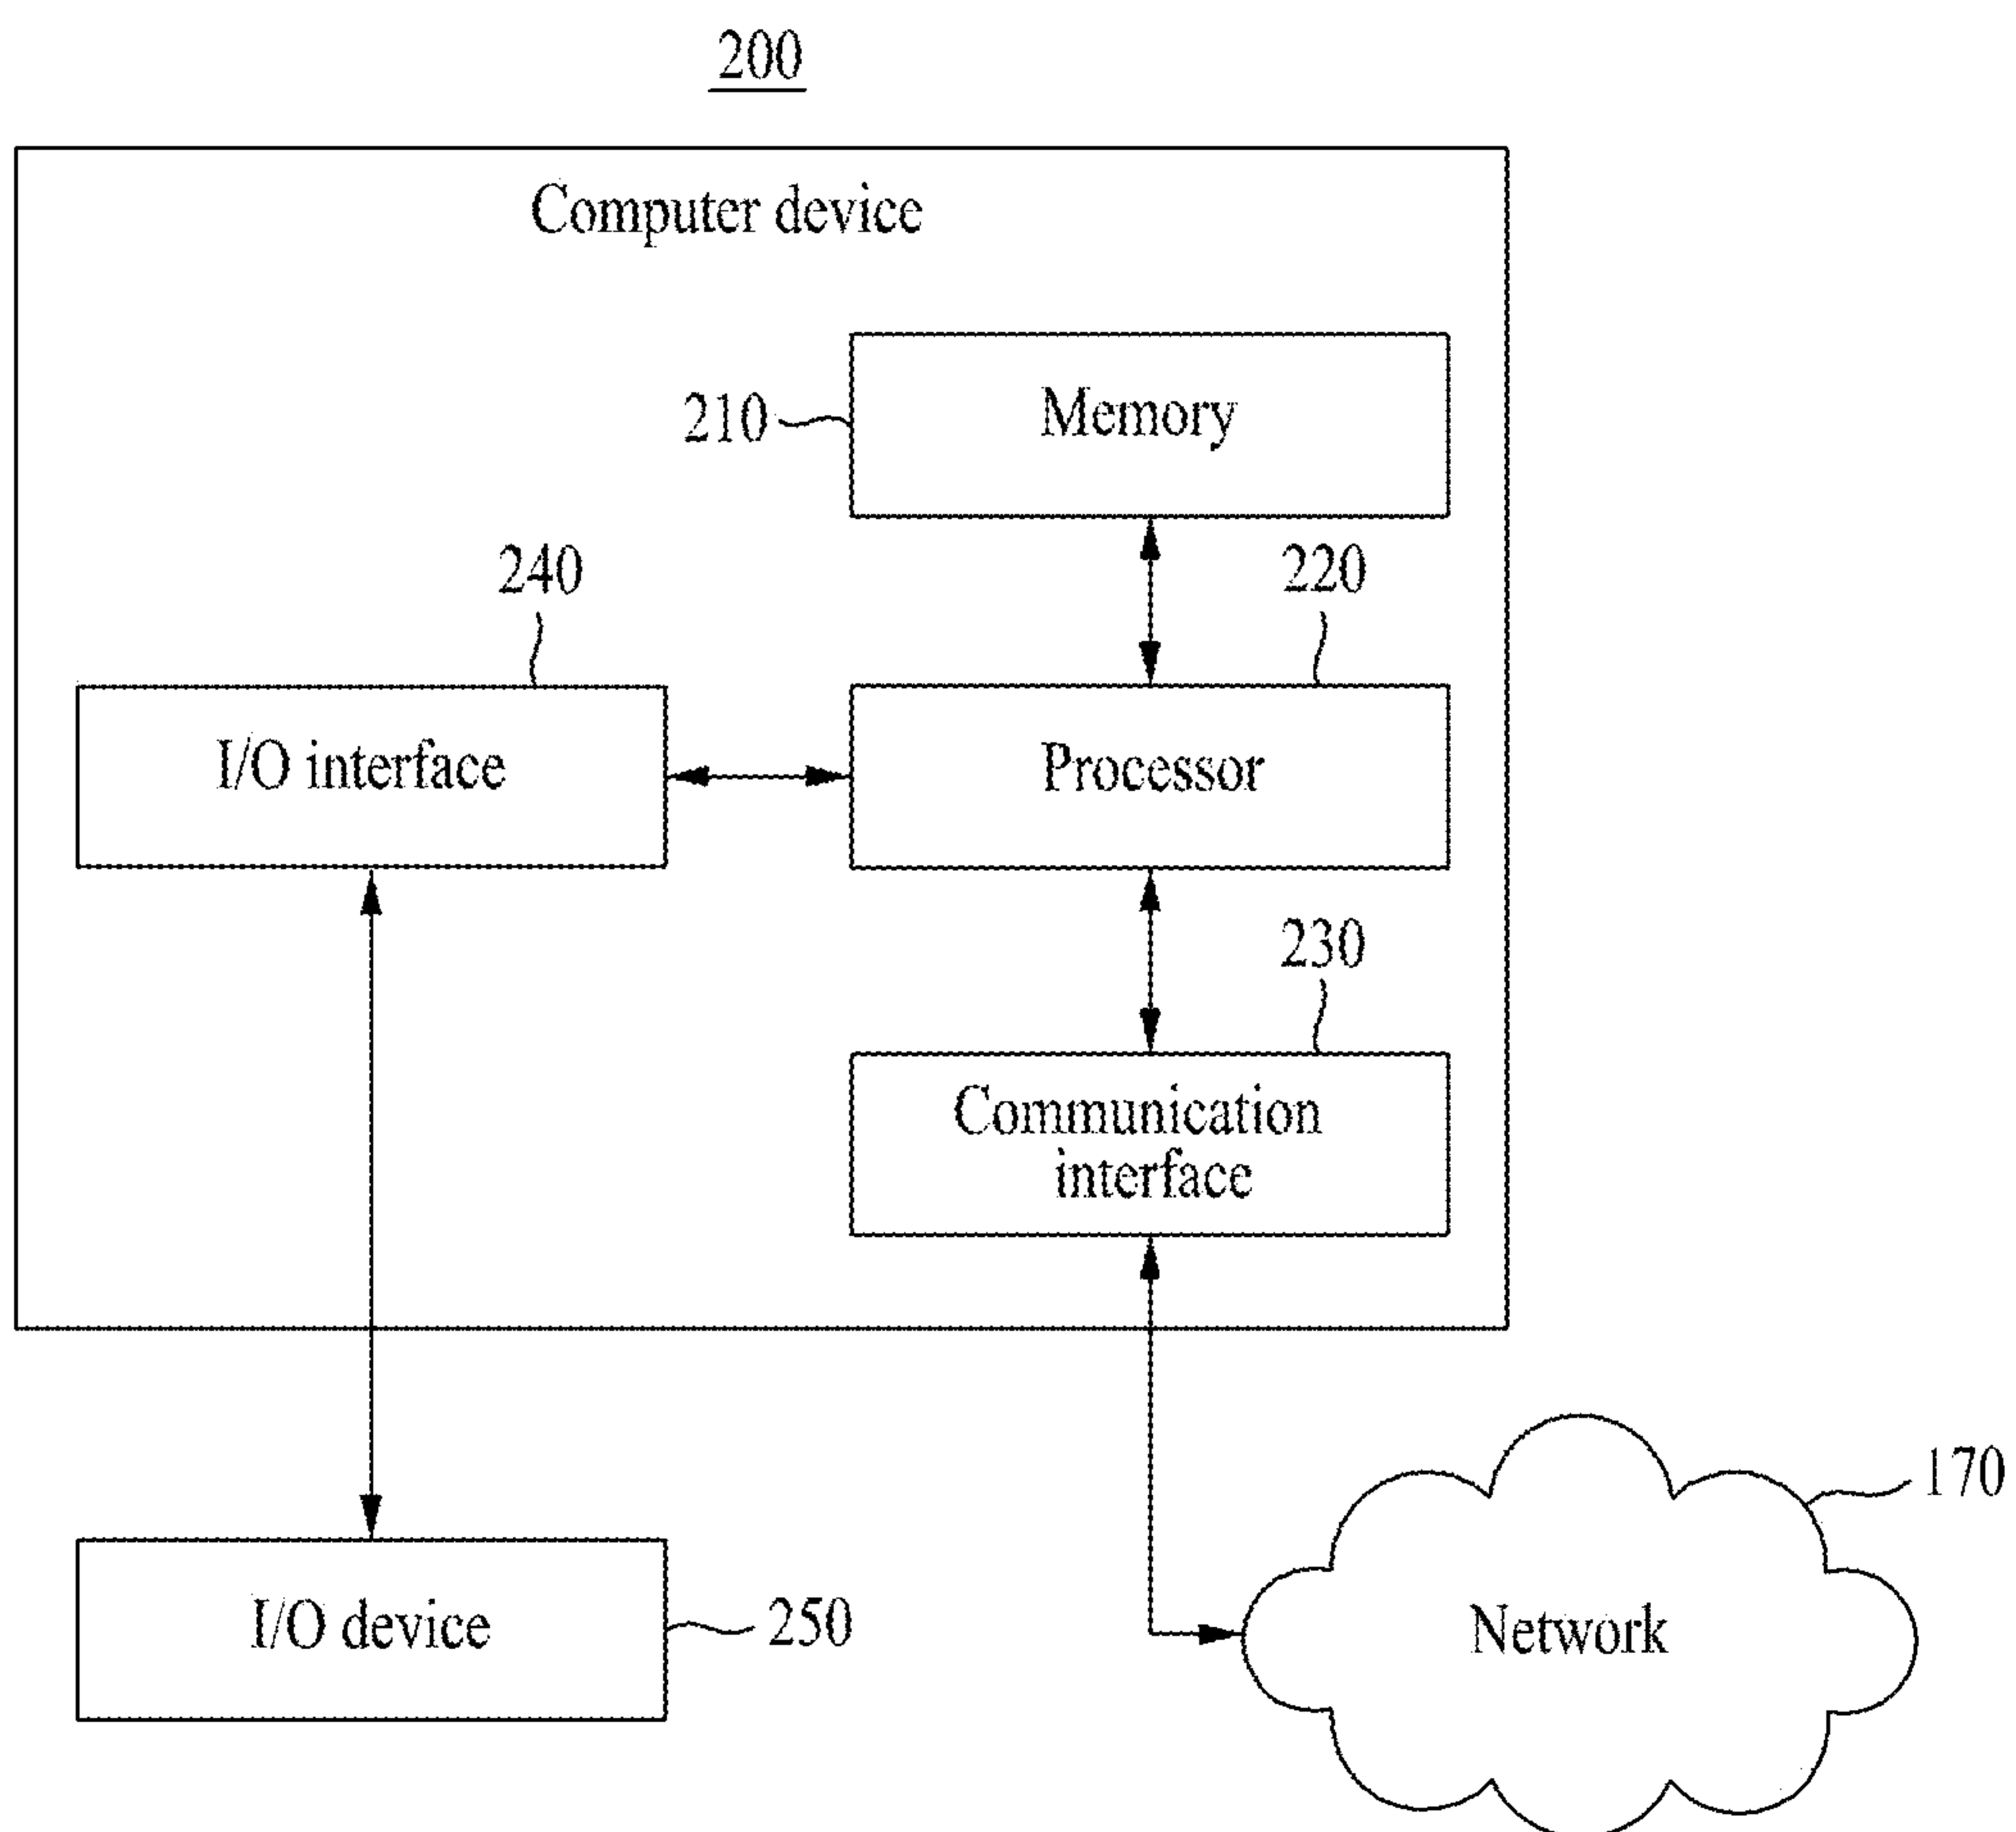 200
Computer device
210
Memory
240
220
I/O interface
Processor
230
Communication
interface
170
I/O device
250
Network